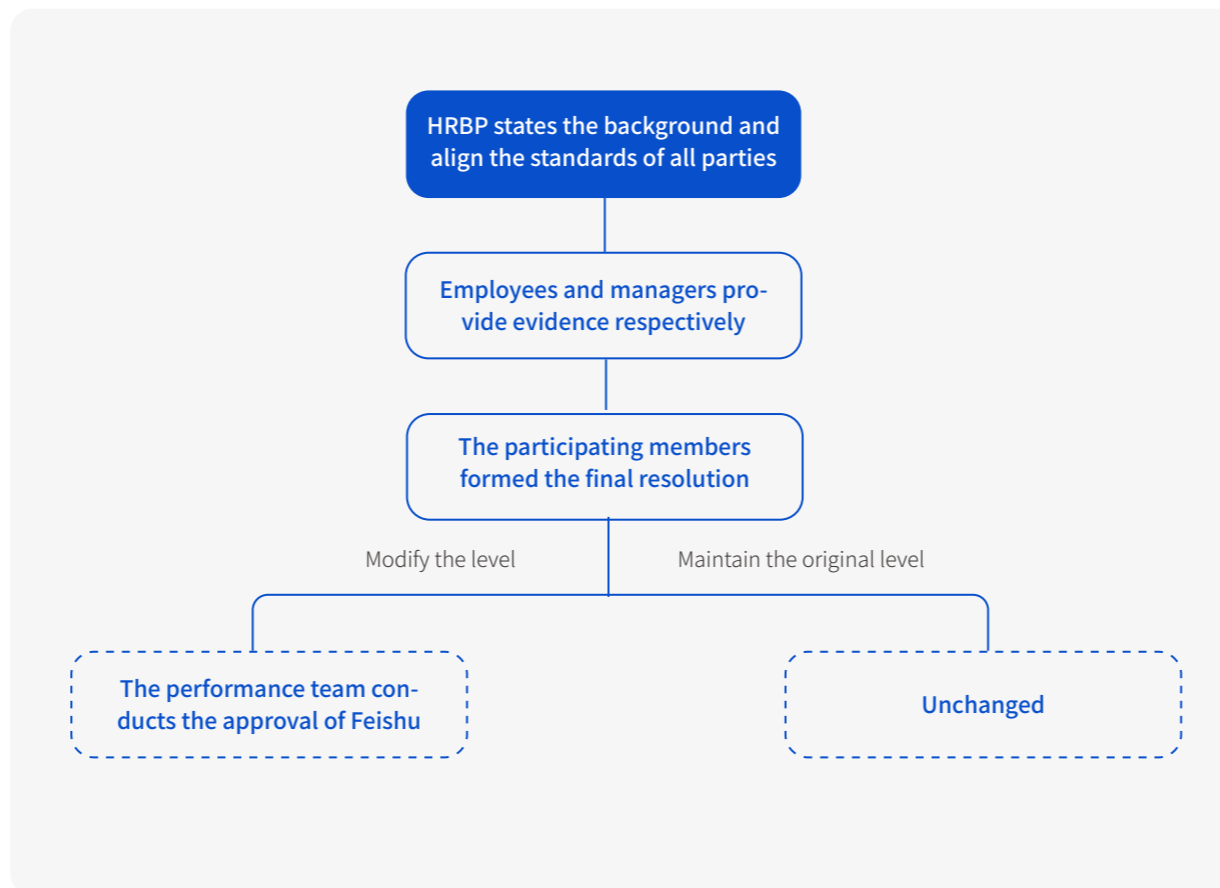 HRBP states the background and
align the standards of all parties
Employees and managers pro-
vide evidence respectively
The participating members
formed the final resolution
Modify the level
Maintain the original level
The performance team con-
ducts the approval of Feishu
Unchanged